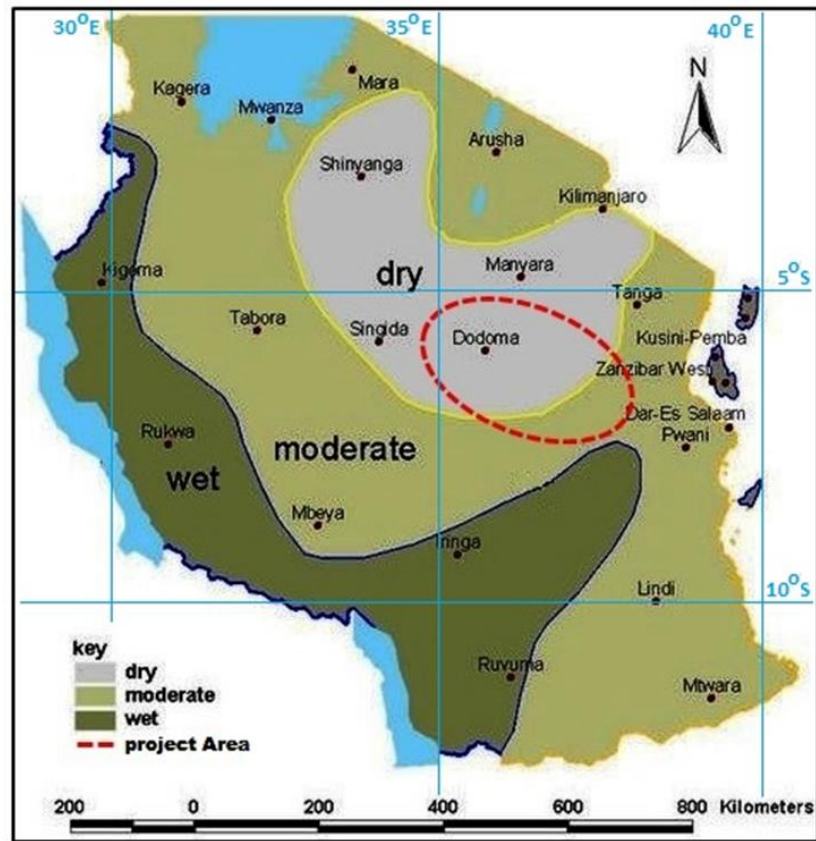 30°E
35°E
40°E
N
Kagera
Mwanza
Mara
Arusha
Shinyanga
Kilimanjaro
dry
Manyara
5°S
Kigoma
Tanga
Tabora
Singida
Dodoma
Kusini-Pemba
Zanzibar West
Dar-Es Salaam
Pwani
Rukwa
wet
moderate
Mbeya
Iringa
Lindi
10°S
Ruvuma
Mtwara
key
dry
moderate
wet
project Area
200 0 200 400 600 800 Kilometers